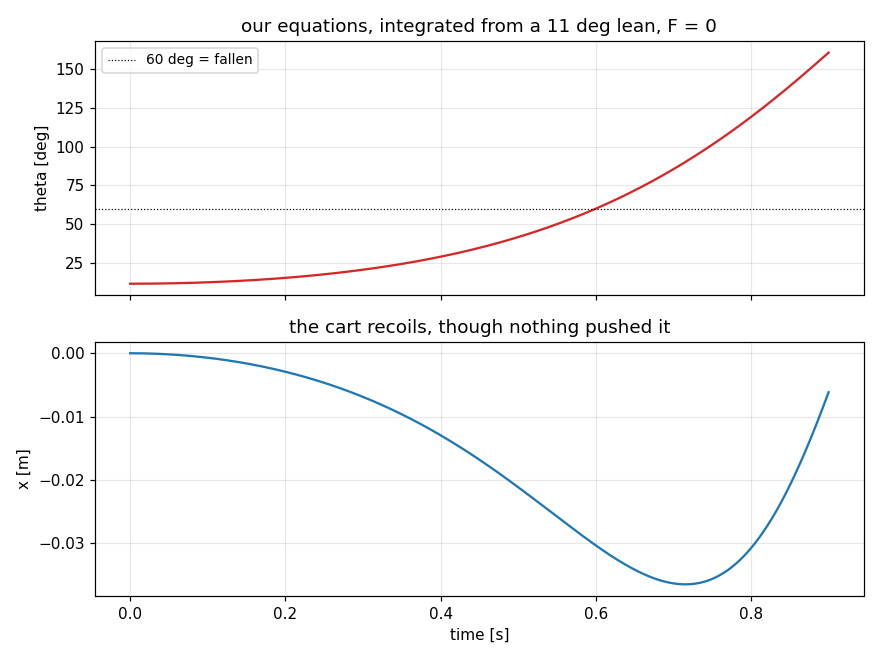 our equations, integrated from a 11 deg lean, F = 0
60 deg = fallen
theta [deg]
150
125
100
75
50
25
the cart recoils, though nothing pushed it
x [m]
0.00
−0.01
−0.02
−0.03
0.0 0.2 0.4 0.6 0.8
time [s]